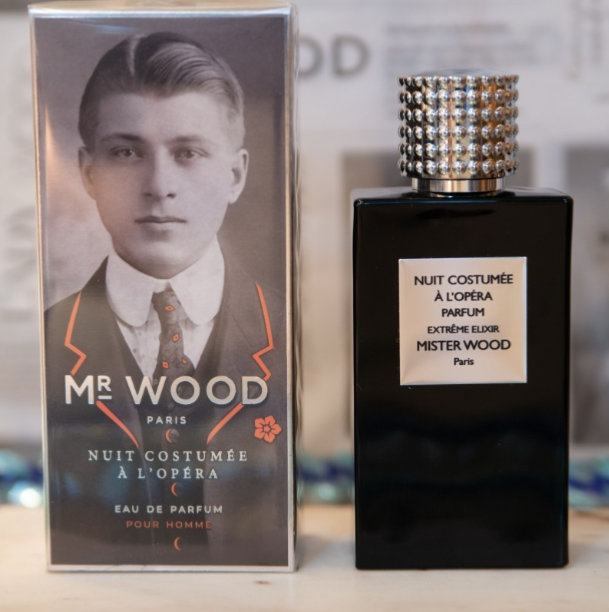 MR WOOD
PARIS
NUIT COSTUMÉE
À L'OPÉRA
EAU DE PARFUM
POUR HOMME
NUIT COSTUMÉE
À L'OPÉRA
PARFUM
EXTRÊME ELIXIR
MISTER WOOD
Paris